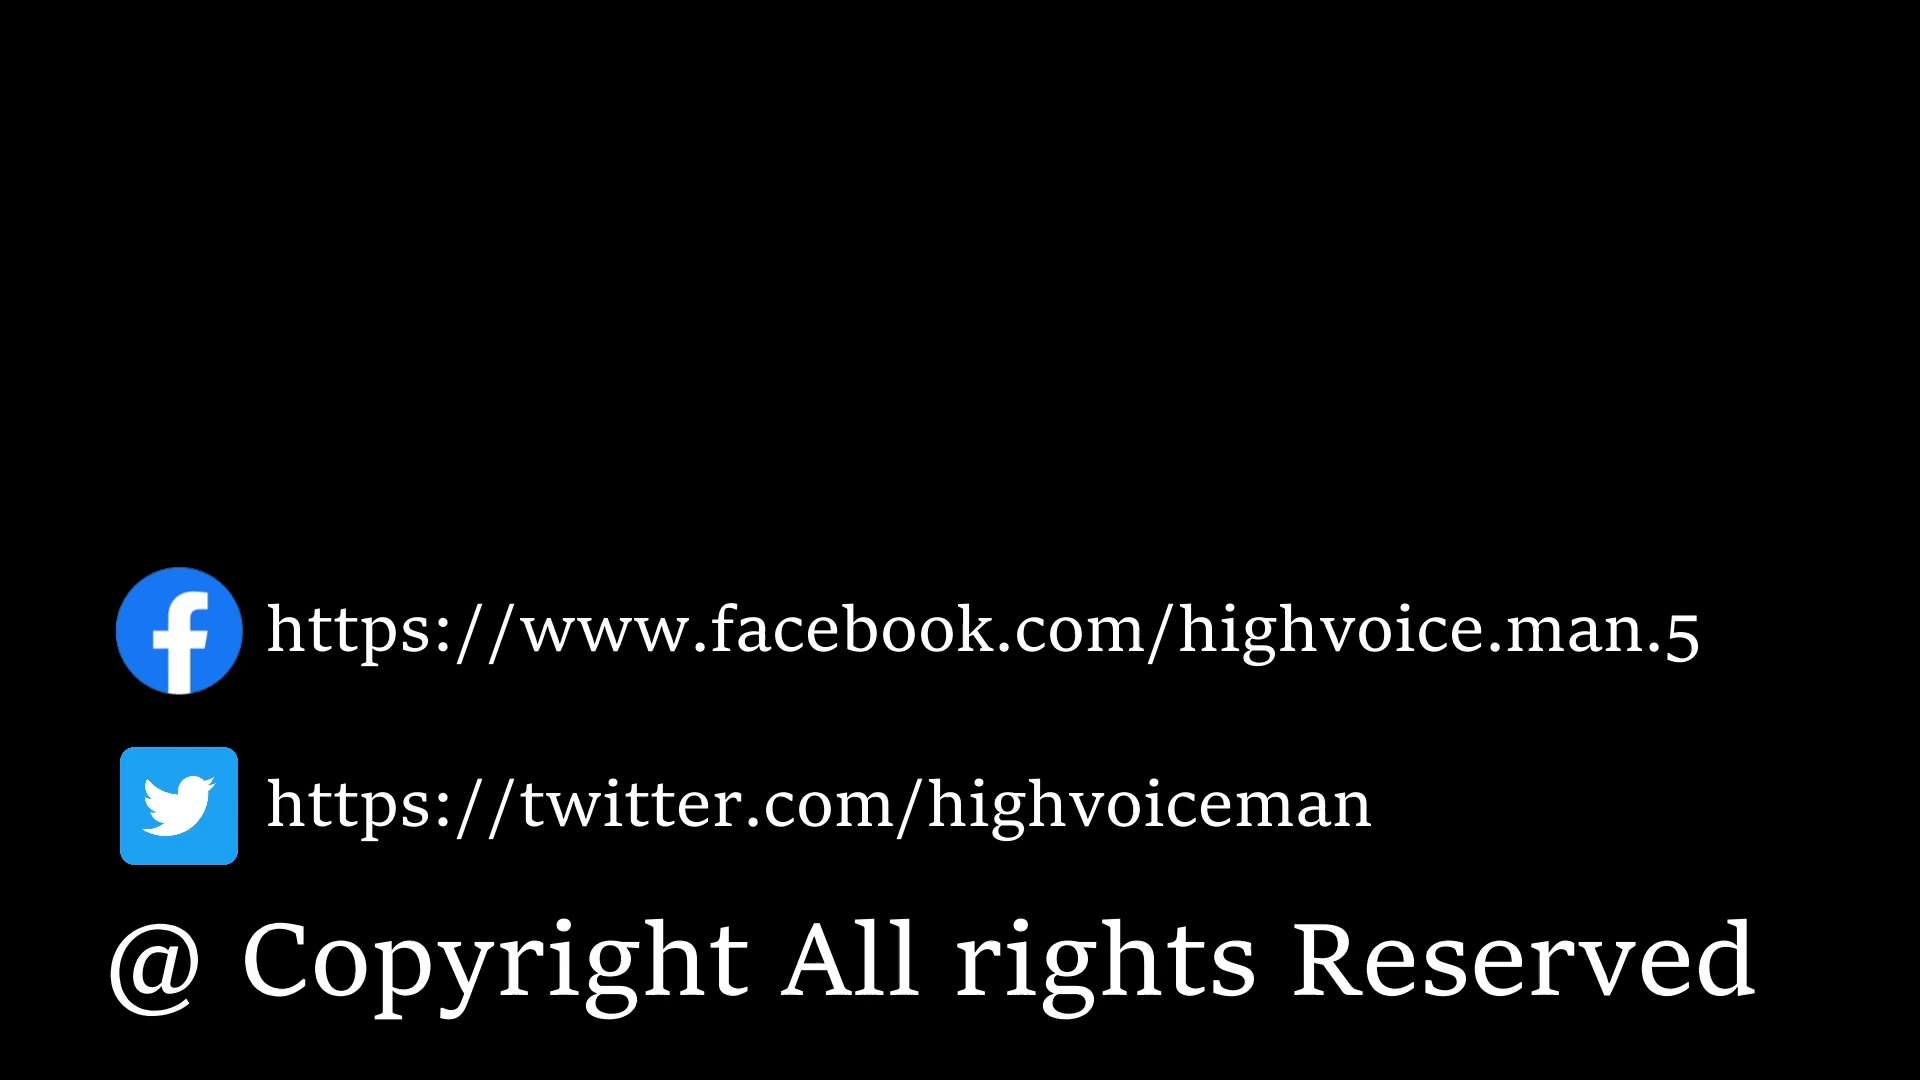 https://www.facebook.com/highvoice.man.5
https://twitter.com/highvoiceman
@ Copyright All rights Reserved